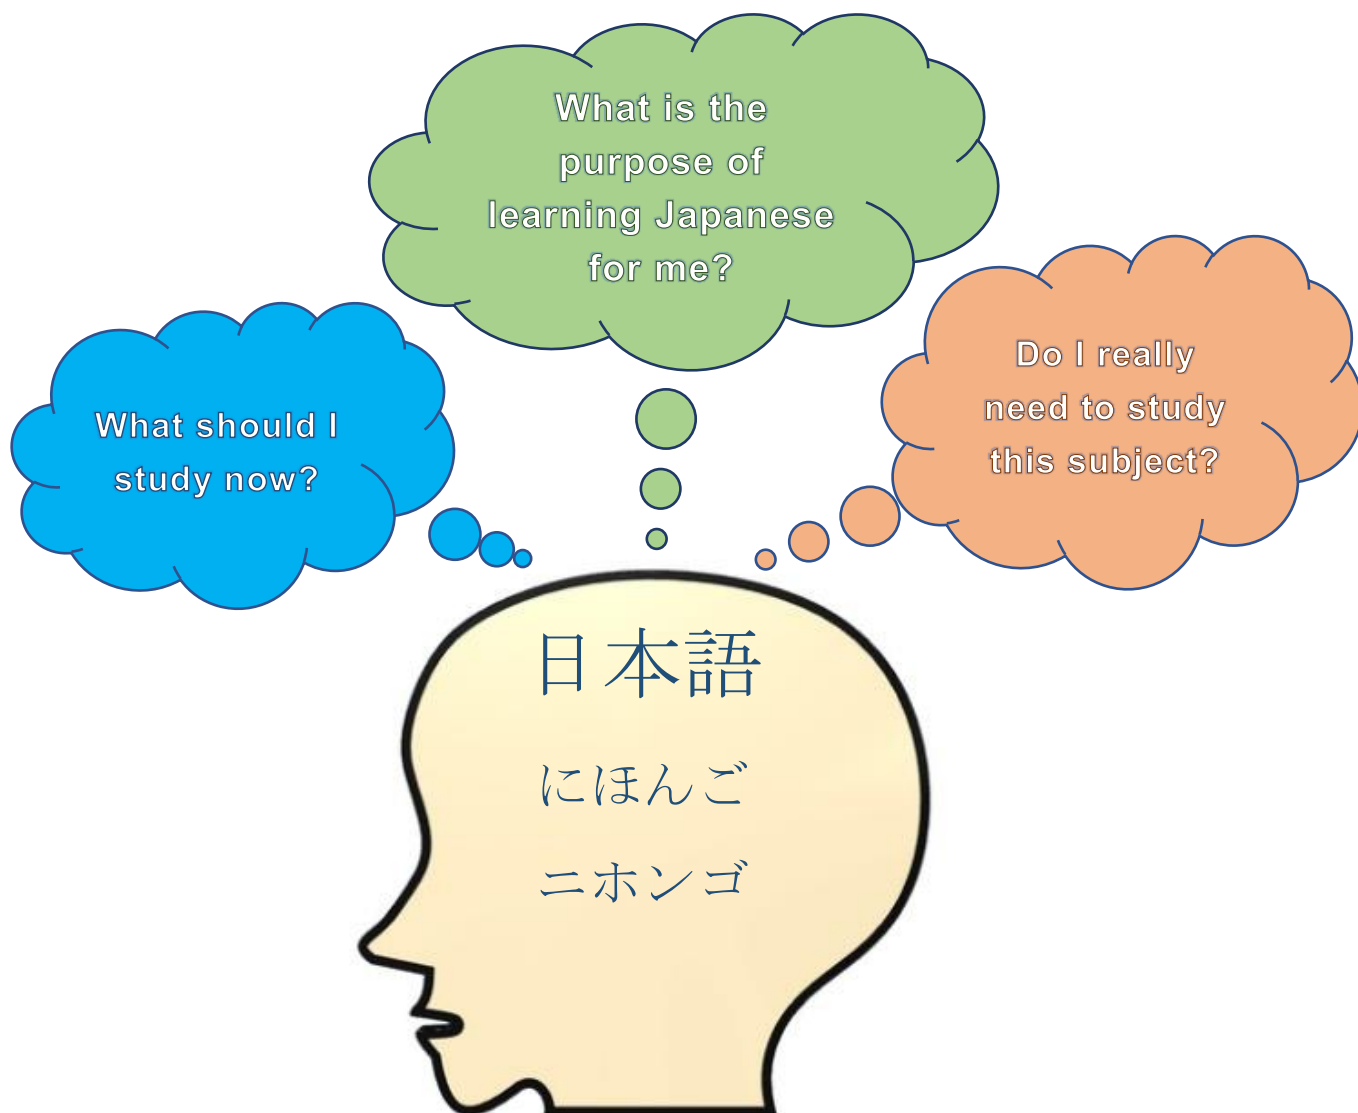 What is the
purpose of
learning Japanese
for me?
What should I
study now?
Do I really
need to study
this subject?
日本語
にほんご
ニホンゴ